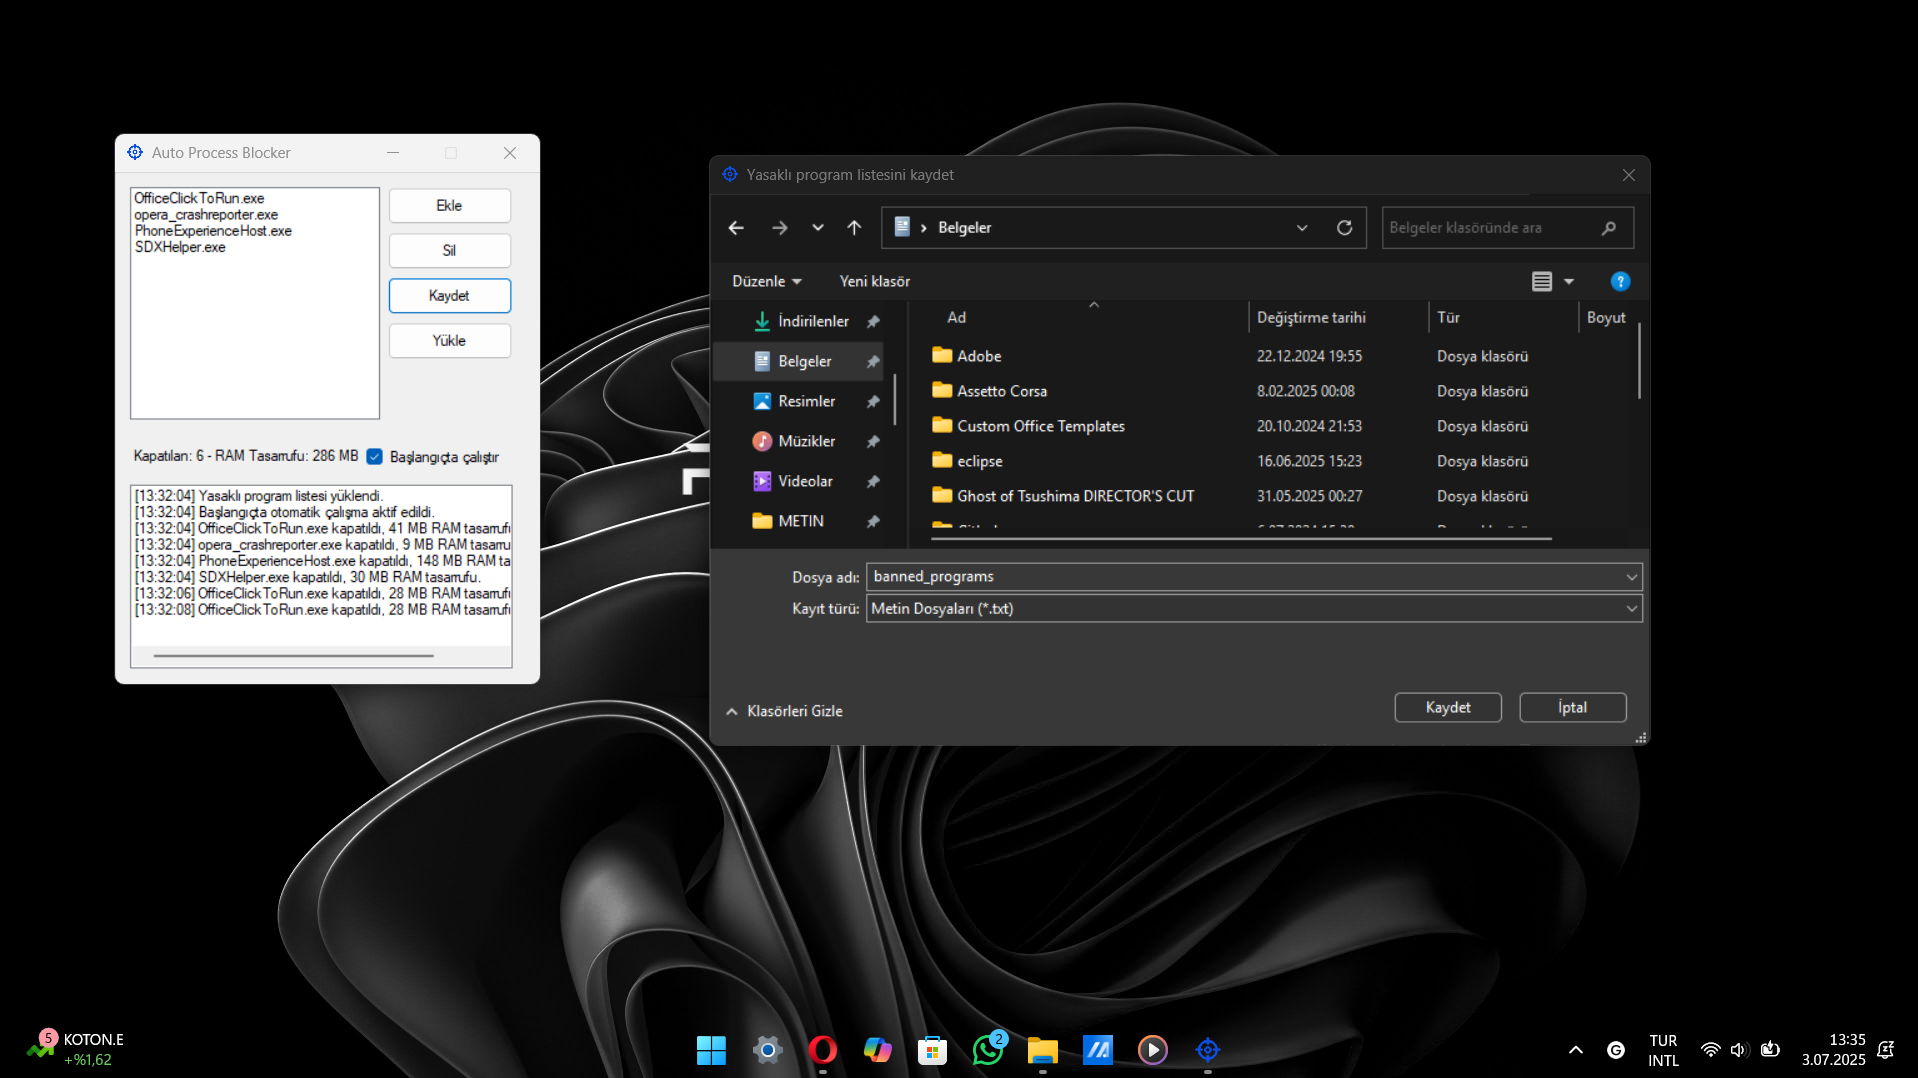 Auto Process Blocker
OfficeClickToRun.exe
opera_crashreporter.exe
PhoneExperienceHost.exe
SDXHelper.exe
Ekle
Sil
Kaydet
Yükle
Kapatılan: 6 - RAM Tasarrufu: 286 MB
Başlangıçta çalıştır
[13:32:04] Yasaklı program listesi yüklendi.
[13:32:04] Başlangıçta otomatik çalışma aktif edildi.
[13:32:04] OfficeClickToRun.exe kapatıldı, 41 MB RAM tasarruf
[13:32:04] opera_crashreporter.exe kapatıldı, 9 MB RAM tasarru
[13:32:04] PhoneExperienceHost.exe kapatıldı, 148 MB RAM ta
[13:32:04] SDXHelper.exe kapatıldı, 30 MB RAM tasarrufu.
[13:32:06] OfficeClickToRun.exe kapatıldı, 28 MB RAM tasarruf
[13:32:08] OfficeClickToRun.exe kapatıldı, 28 MB RAM tasarruf
Yasaklı program listesini kaydet
Belgeler
Belgeler klasöründe ara
Düzenle
Yeni klasör
İndirilenler
Belgeler
Resimler
Müzikler
Videolar
METIN
Ad Değiştirme tarihi Tür Boyut
Adobe 22.12.2024 19:55 Dosya klasörü
Assetto Corsa 8.02.2025 00:08 Dosya klasörü
Custom Office Templates 20.10.2024 21:53 Dosya klasörü
eclipse 16.06.2025 15:23 Dosya klasörü
Ghost of Tsushima DIRECTOR'S CUT 31.05.2025 00:27 Dosya klasörü
Dosya adı: banned_programs
Kayıt türü: Metin Dosyaları (*.txt)
Klasörleri Gizle
Kaydet
İptal
5
KOTON.E
+%1,62
2
G
TUR
INTL
13:35
3.07.2025